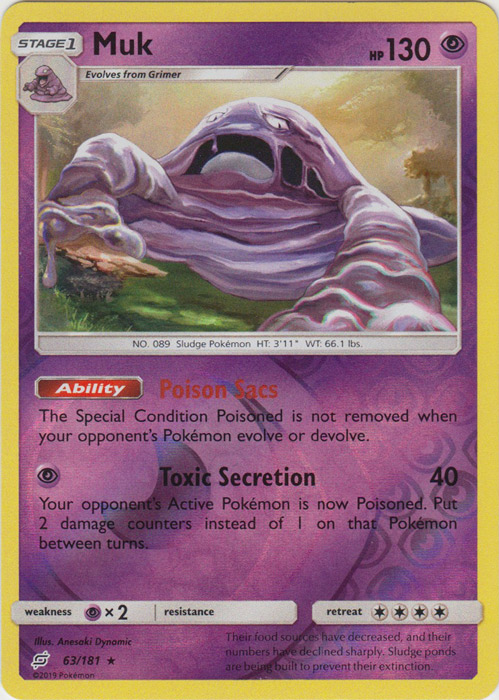 STAGE1 Muk HP 130
Evolves from Grimer
NO. 089 Sludge Pokémon HT: 3'11" WT: 66.1 lbs.
Ability Poison Sacs
The Special Condition Poisoned is not removed when
your opponent's Pokémon evolve or devolve.
Toxic Secretion 40
Your opponent's Active Pokémon is now Poisoned. Put
2 damage counters instead of 1 on that Pokémon
between turns.
weakness ×2 resistance retreat
Illus. Anesaki Dynamic
63/181 ★
©2019 Pokémon
Their food sources have decreased, and their
numbers have declined sharply. Sludge ponds
are being built to prevent their extinction.